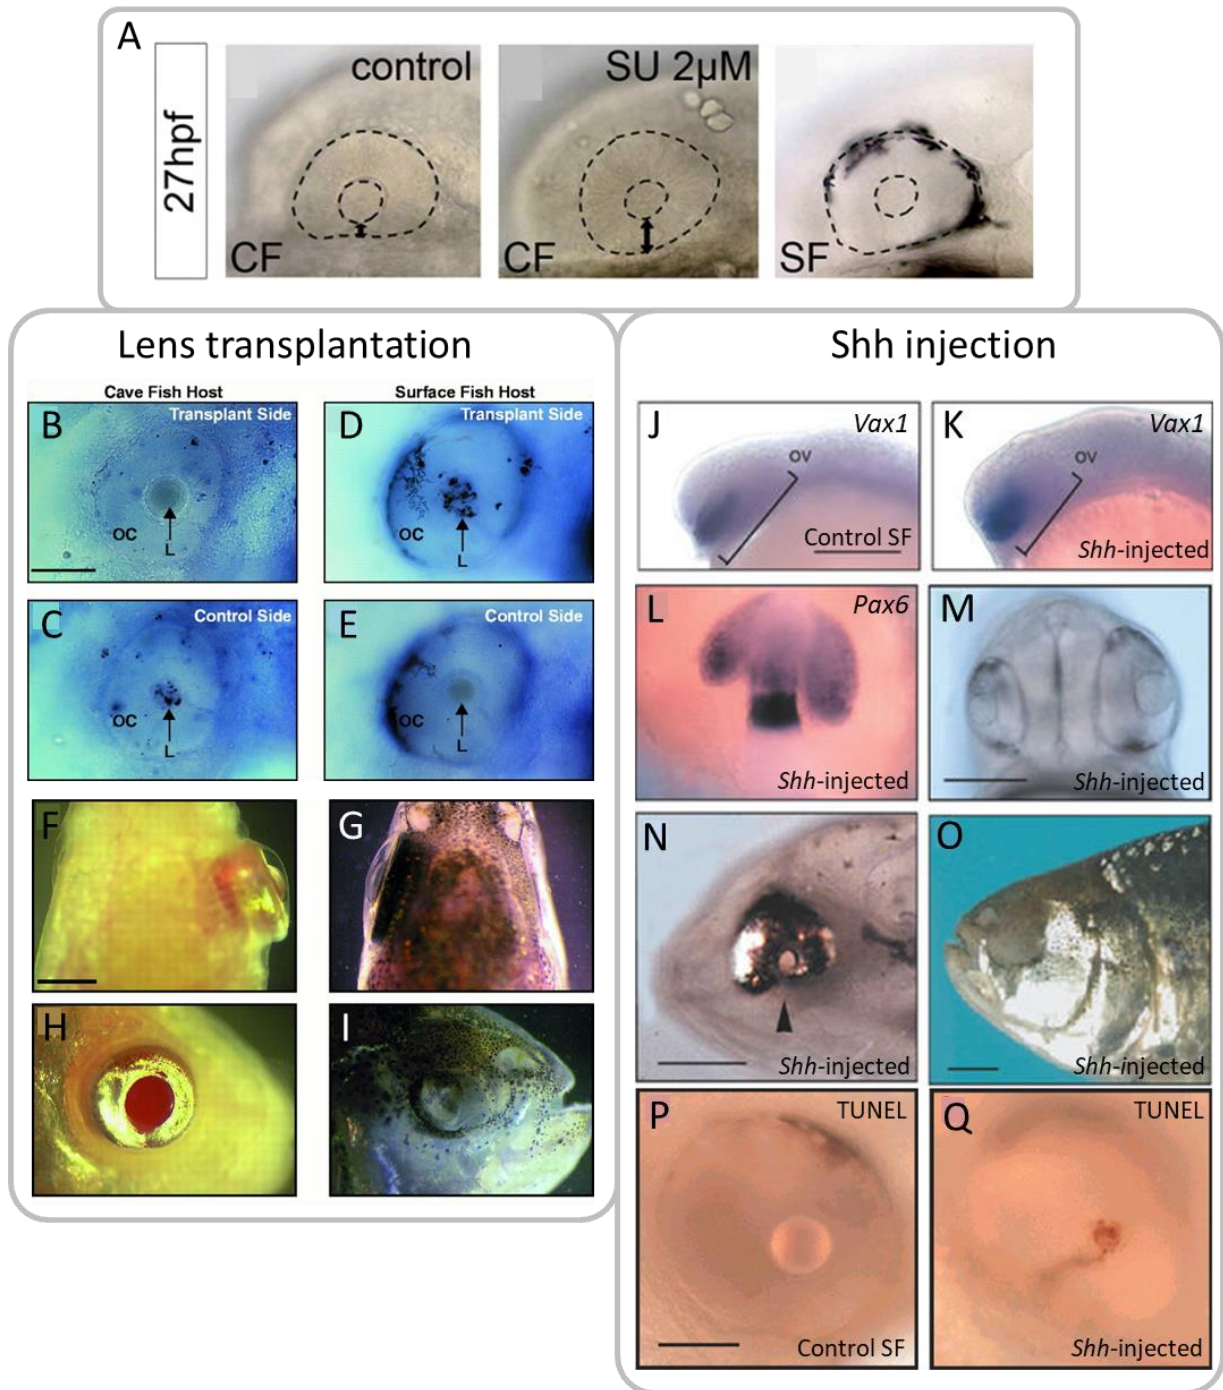 A
27hpf
control
CF
SU 2µM
CF
SF
Lens transplantation
Cave Fish Host
Surface Fish Host
B
Transplant Side
OC
L
D
Transplant Side
OC
L
C
Control Side
OC
L
E
Control Side
OC
L
F
G
H
I
Shh injection
J
Vax1
OV
Control SF
K
Vax1
OV
Shh-injected
L
Pax6
Shh-injected
M
Shh-injected
N
Shh-injected
O
Shh-injected
P
TUNEL
Control SF
Q
TUNEL
Shh-injected